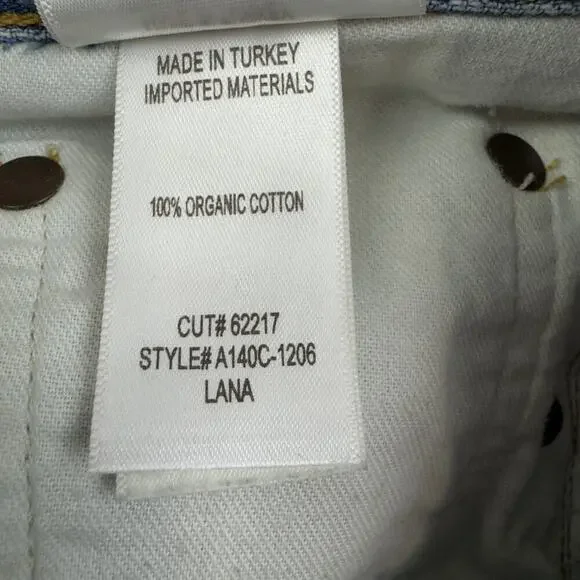 MADE IN TURKEY
IMPORTED MATERIALS
100% ORGANIC COTTON
CUT# 62217
STYLE# A140C-1206
LANA